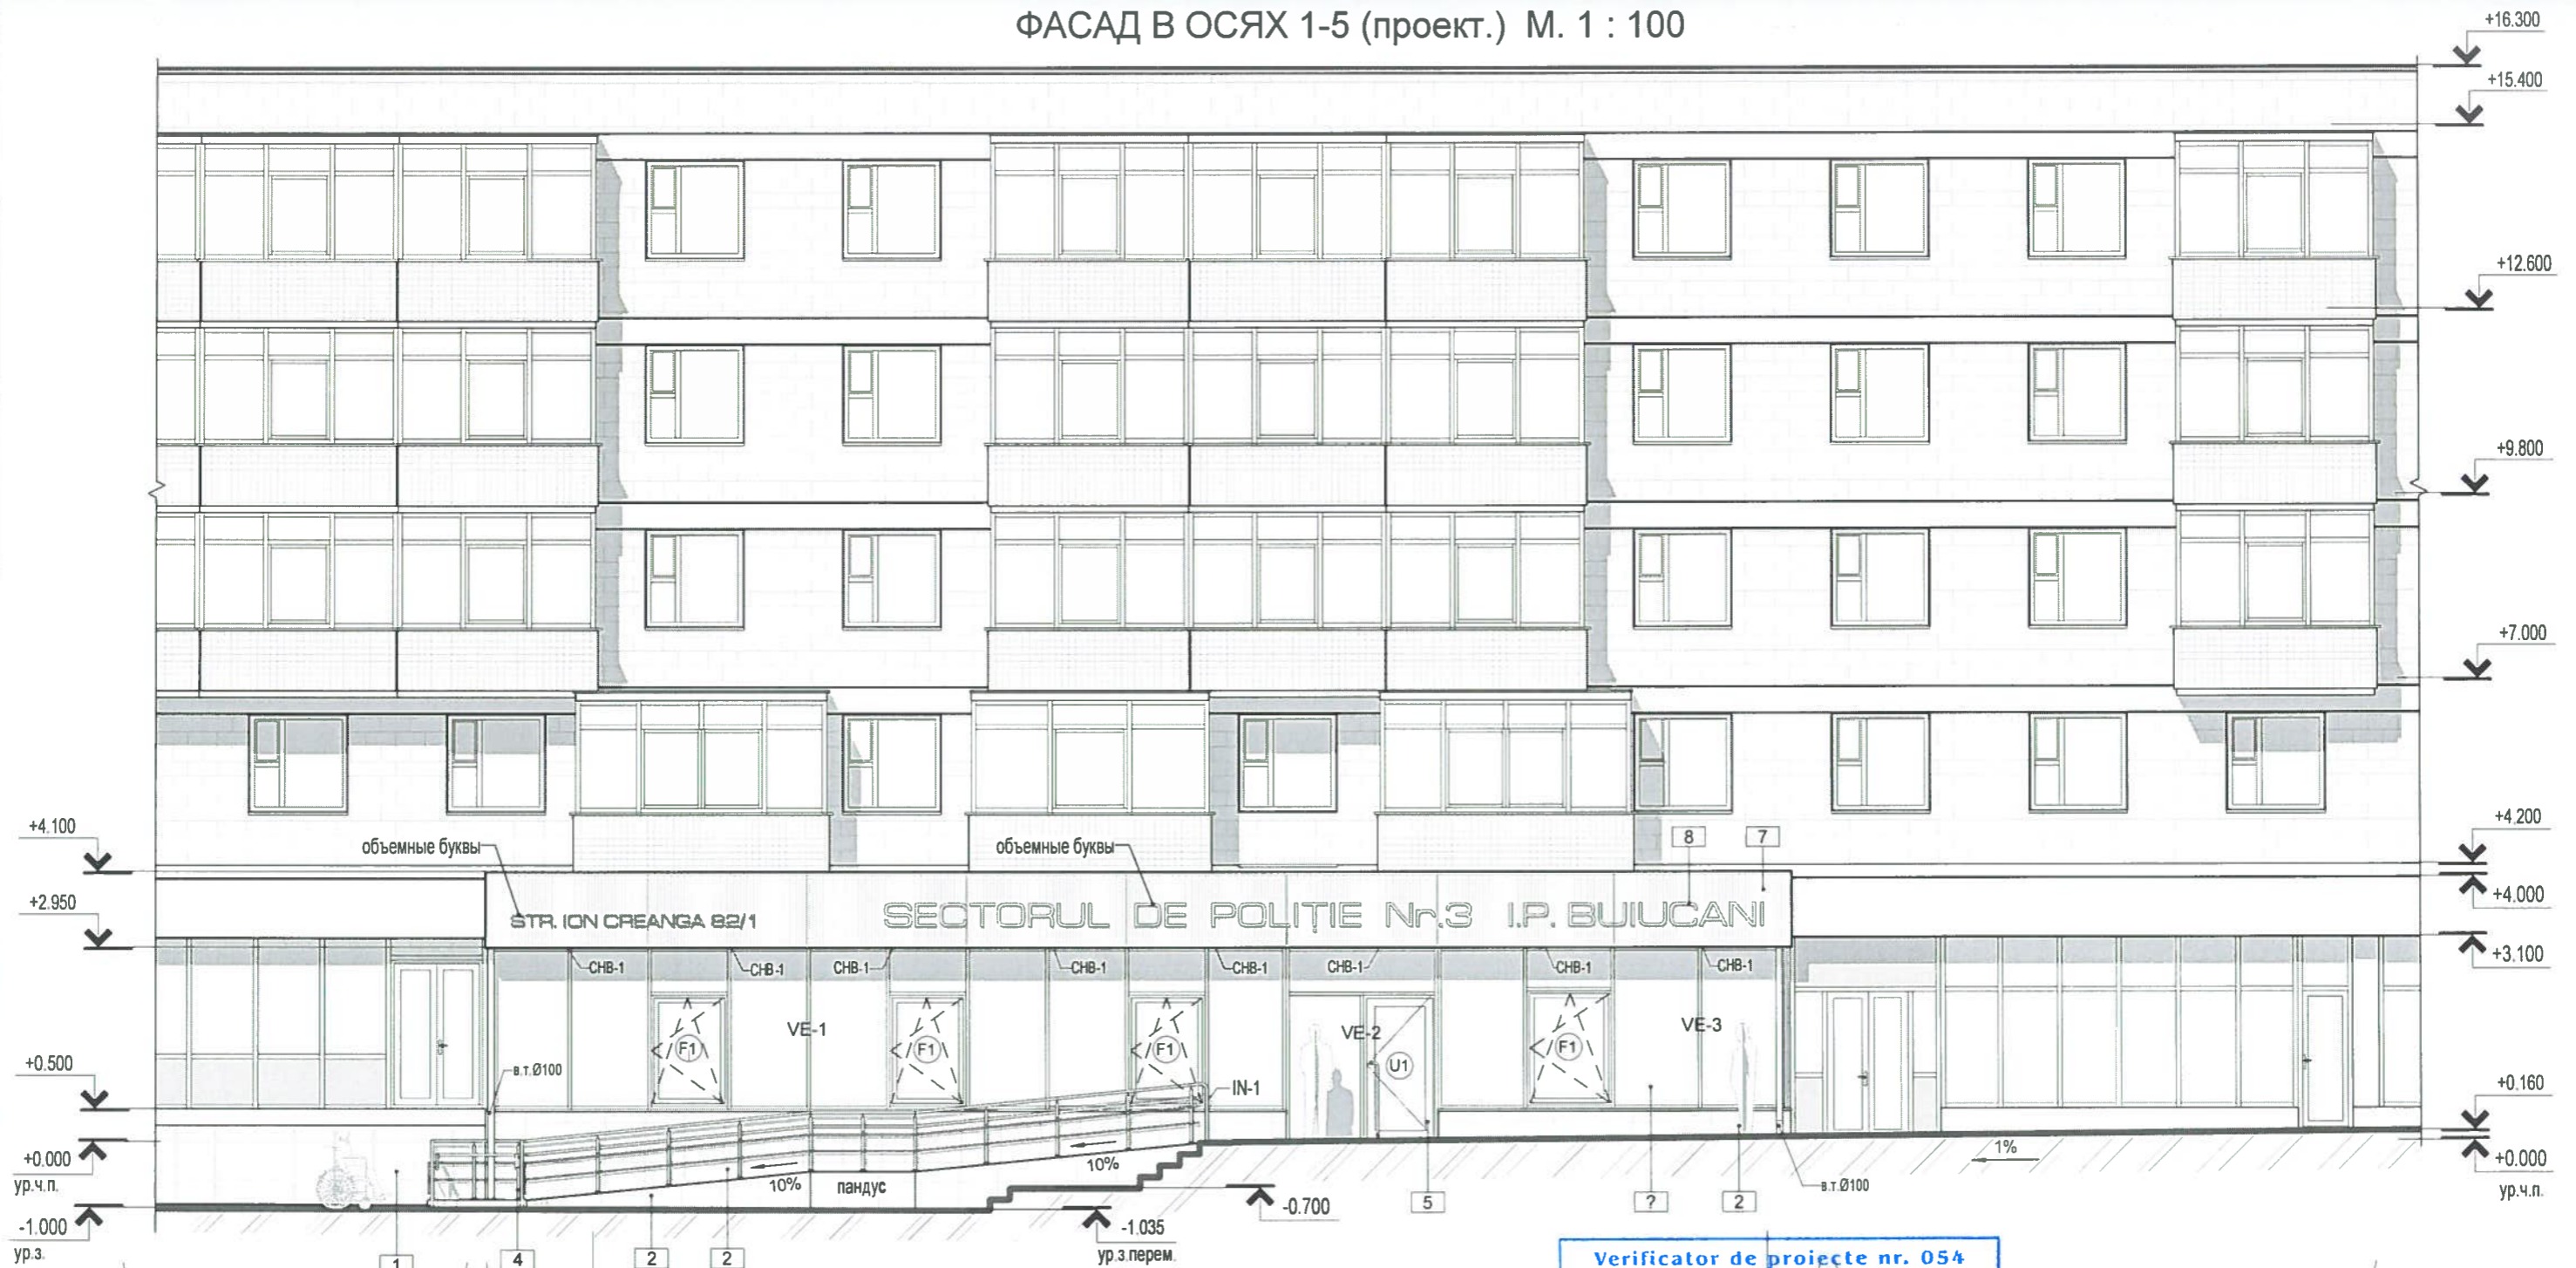 ФАСАД В ОСЯХ 1-5 (проект.) М. 1 : 100
+16.300
+15.400
+12.600
+9.800
+7.000
+4.100
объемные буквы
объемные буквы
8
7
+4.200
+2.950
STR. ION CREANGA 82/1
SECTORUL DE POLIȚIE Nr.3 I.P. BUIUCANI
+4.000
+3.100
СНВ-1
СНВ-1
СНВ-1
СНВ-1
СНВ-1
СНВ-1
СНВ-1
СНВ-1
VE-1
VE-2
VE-3
F1
F1
F1
F1
U1
+0.500
в.т.Ø100
IN-1
+0.160
+0.000
ур.ч.п.
10%
10%
пандус
1%
+0.000
ур.ч.п.
-1.000
ур.з.
-0.700
5
?
2
в.т.Ø100
-1.035
ур.з.перем.
1
4
2
2
Verificator de proiecte nr. 054